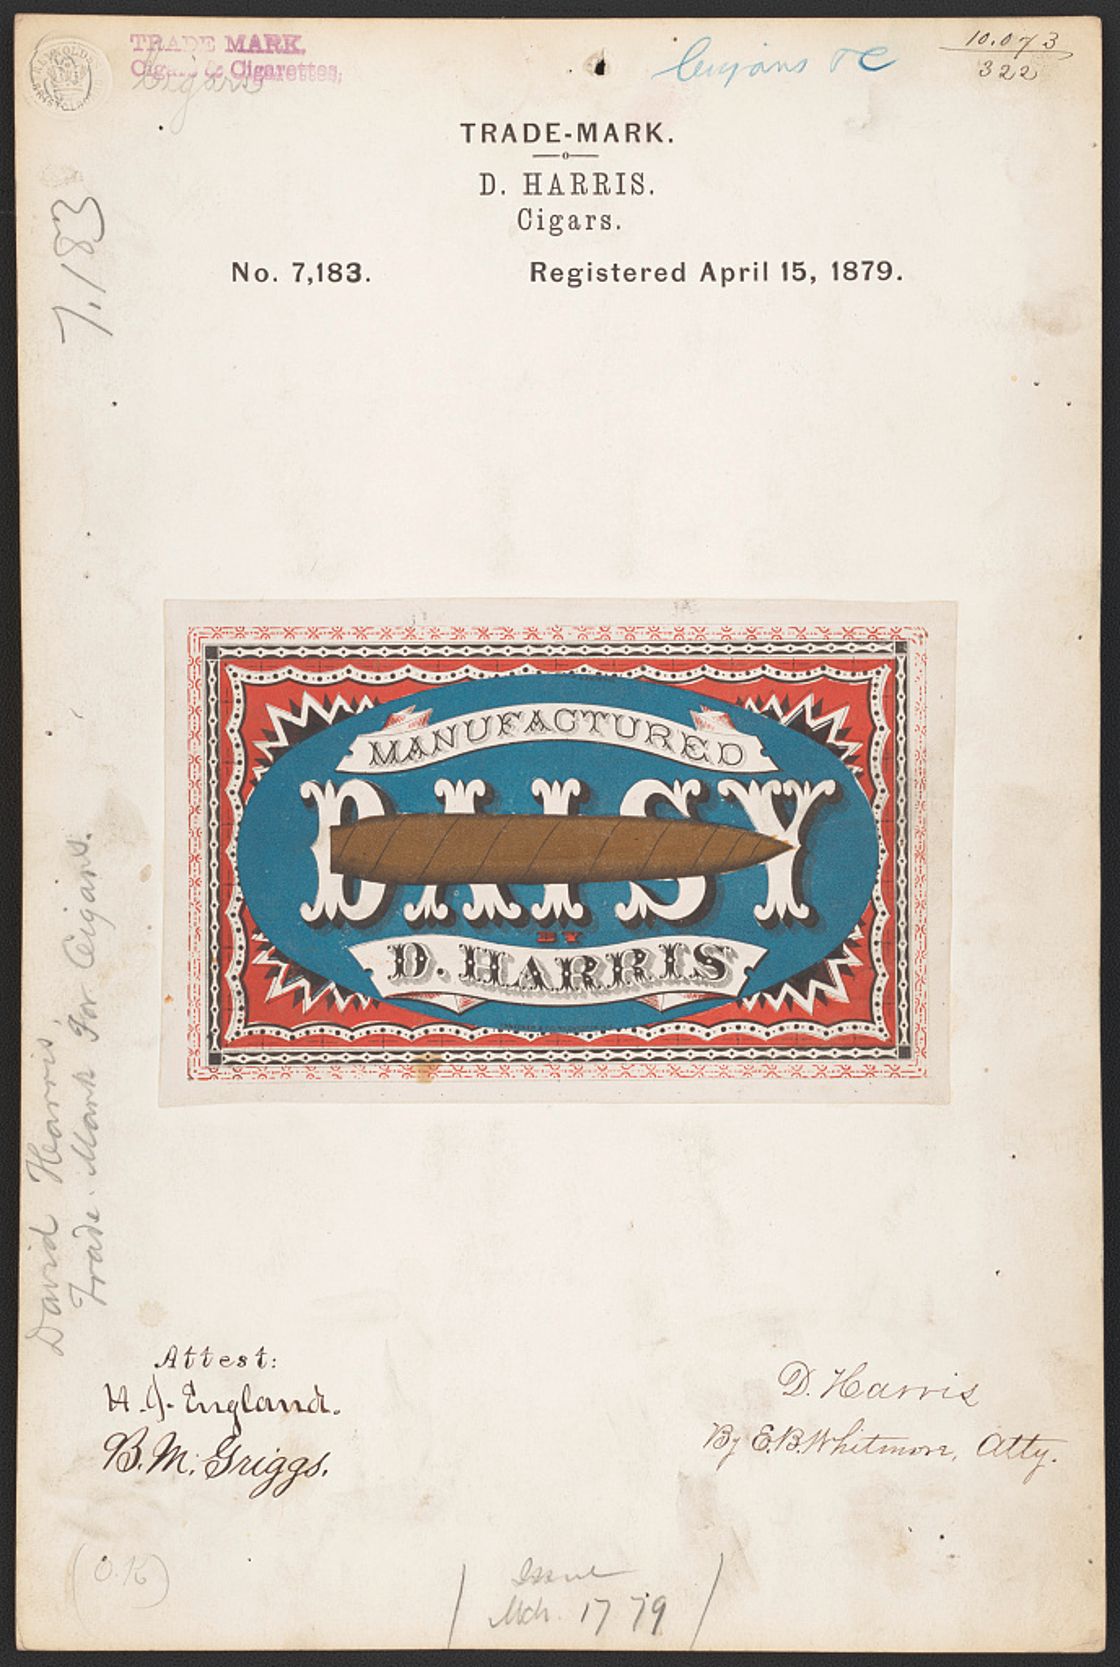 TRADE MARK,
Cigars & Cigarettes,
Cigars
Cigars &c
10.073
322
TRADE-MARK.
D. HARRIS.
Cigars.
No. 7,183.
Registered April 15, 1879.
7.183
MANUFACTURED
DAISY
BY
D. HARRIS
David Harris,
Trade-Mark For Cigars.
Attest:
H. J. England.
B. M. Griggs.
D. Harris
By E.B. Whitmore, Atty.
(O.K)
Issue
Mch. 17 79